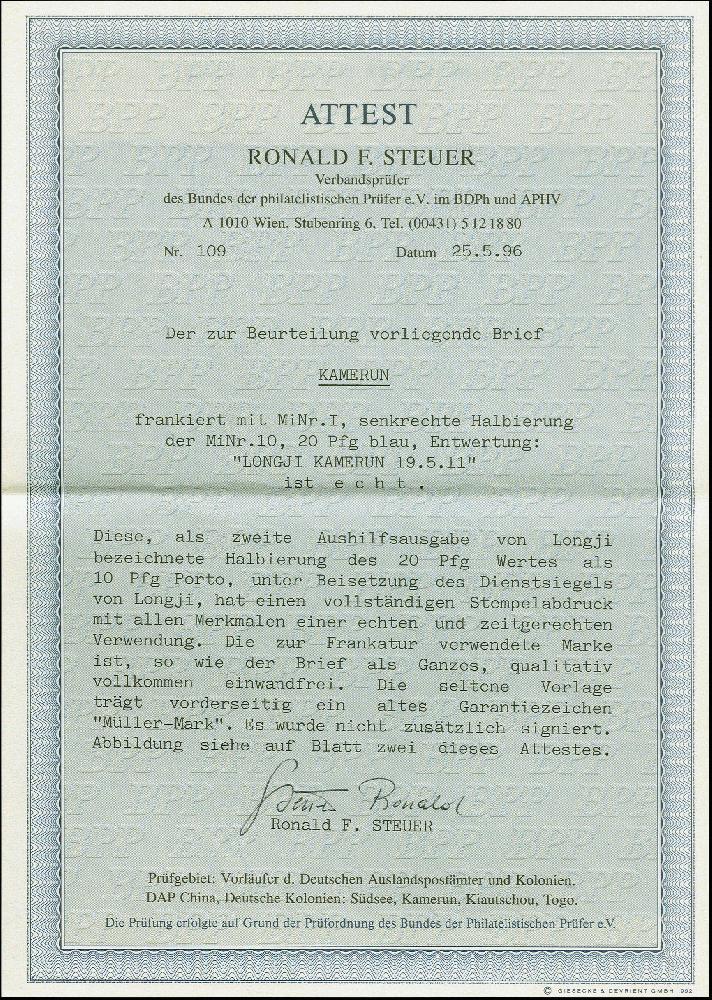 ATTEST
RONALD F. STEUER
Verbandsprüfer
des Bundes der philatelistischen Prüfer e.V. im BDPh und APHV
A 1010 Wien, Stubenring 6, Tel. (00431) 5 12 18 80
Nr. 109 Datum 25.5.96
Der zur Beurteilung vorliegende Brief
KAMERUN
frankiert mit MiNr.I, senkrechte Halbierung
der MiNr.10, 20 Pfg blau, Entwertung:
"LONGJI KAMERUN 19.5.11"
ist e c h t .
Diese, als zweite Aushilfsausgabe von Longji
bezeichnete Halbierung des 20 Pfg Wertes als
10 Pfg Porto, unter Beisetzung des Dienstsiegels
von Longji, hat einen vollständigen Stempelabdruck
mit allen Merkmalen einer echten und zeitgerechten
Verwendung. Die zur Frankatur verwendete Marke
ist, so wie der Brief als Ganzes, qualitativ
vollkommen einwandfrei. Die seltene Vorlage
trägt vorderseitig ein altes Garantiezeichen
"Müller-Mark". Es wurde nicht zusätzlich signiert.
Abbildung siehe auf Blatt zwei dieses Attestes.
Steuer Ronald
Ronald F. STEUER
Prüfgebiet: Vorläufer d. Deutschen Auslandspostämter und Kolonien,
DAP China, Deutsche Kolonien: Südsee, Kamerun, Kiautschou, Togo.
Die Prüfung erfolgte auf Grund der Prüfordnung des Bundes der Philatelistischen Prüfer e.V.
© GIESECKE & DEVRIENT GMBH 992